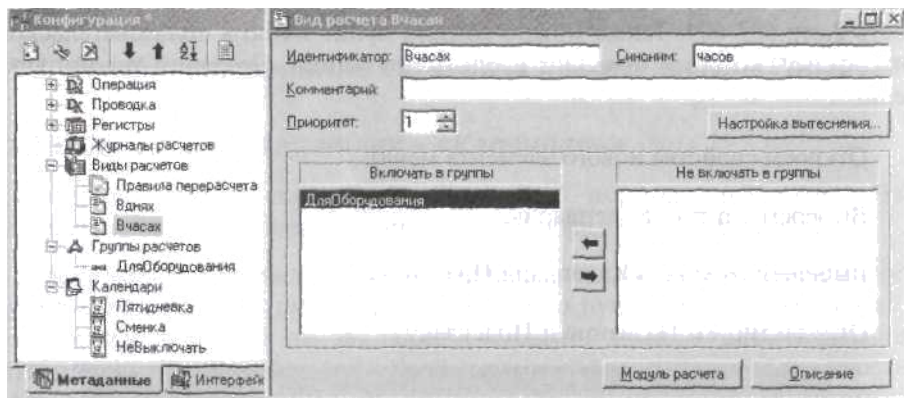 Конфигурация *
Операция
Проводка
Регистры
Журналы расчетов
Виды расчетов
Правила перерасчета
Вднях
Вчасах
Группы расчетов
ДляОборудования
Календари
Пятидневка
Сменка
НеВыключать
Метаданные
Интерфей
Вид расчета Вчасах
Идентификатор: Вчасах Синоним: часов
Комментарий:
Приоритет: 1 Настройка вытеснения...
Включать в группы Не включать в группы
ДляОборудования
Модуль расчета Описание